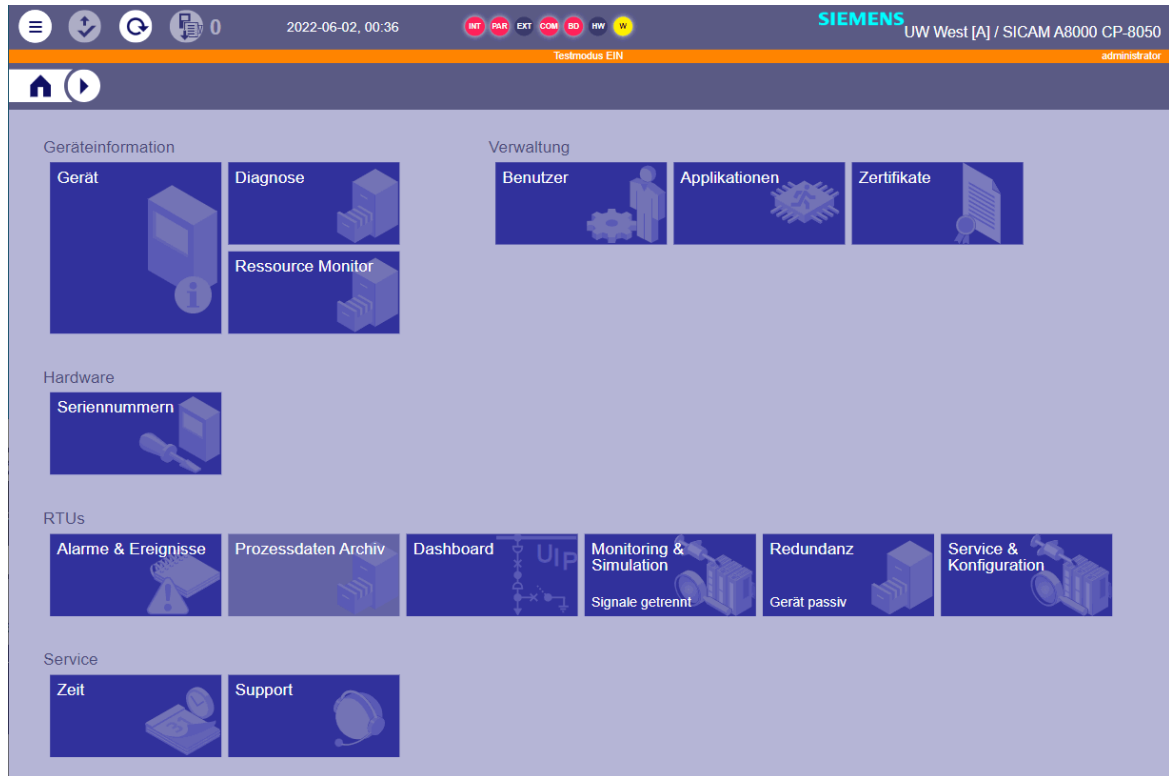 0
2022-06-02, 00:36
INT PAR EXT COM BD HW W
SIEMENS
UW West [A] / SICAM A8000 CP-8050
Testmodus EIN
administrator
Geräteinformation
Gerät
Diagnose
Ressource Monitor
Verwaltung
Benutzer
Applikationen
Zertifikate
Hardware
Seriennummern
RTUs
Alarme & Ereignisse
Prozessdaten Archiv
Dashboard
UIP
Monitoring &
Simulation
Signale getrennt
Redundanz
Gerät passiv
Service &
Konfiguration
Service
Zeit
31
Support